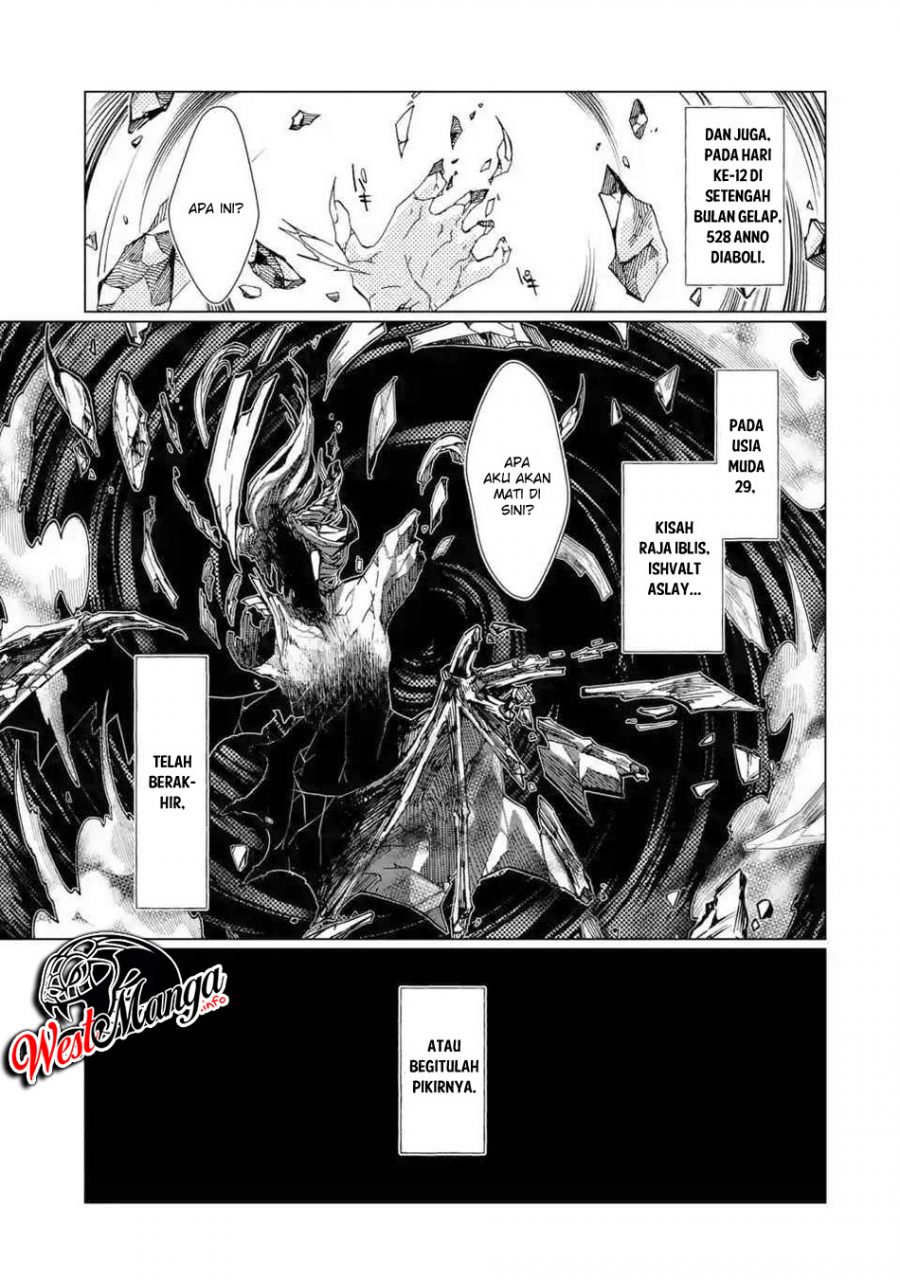 DAN JUGA,
PADA HARI
KE-12 DI
SETENGAH
BULAN GELAP,
528 ANNO
DIABOLI.
APA INI?
PADA
USIA
MUDA
29,
KISAH
RAJA IBLIS,
ISHVALT
ASLAY...
APA
AKU AKAN
MATI DI
SINI?
TELAH
BERAK-
HIR,
ATAU
BEGITULAH
PIKIRNYA.
WestManga
.info